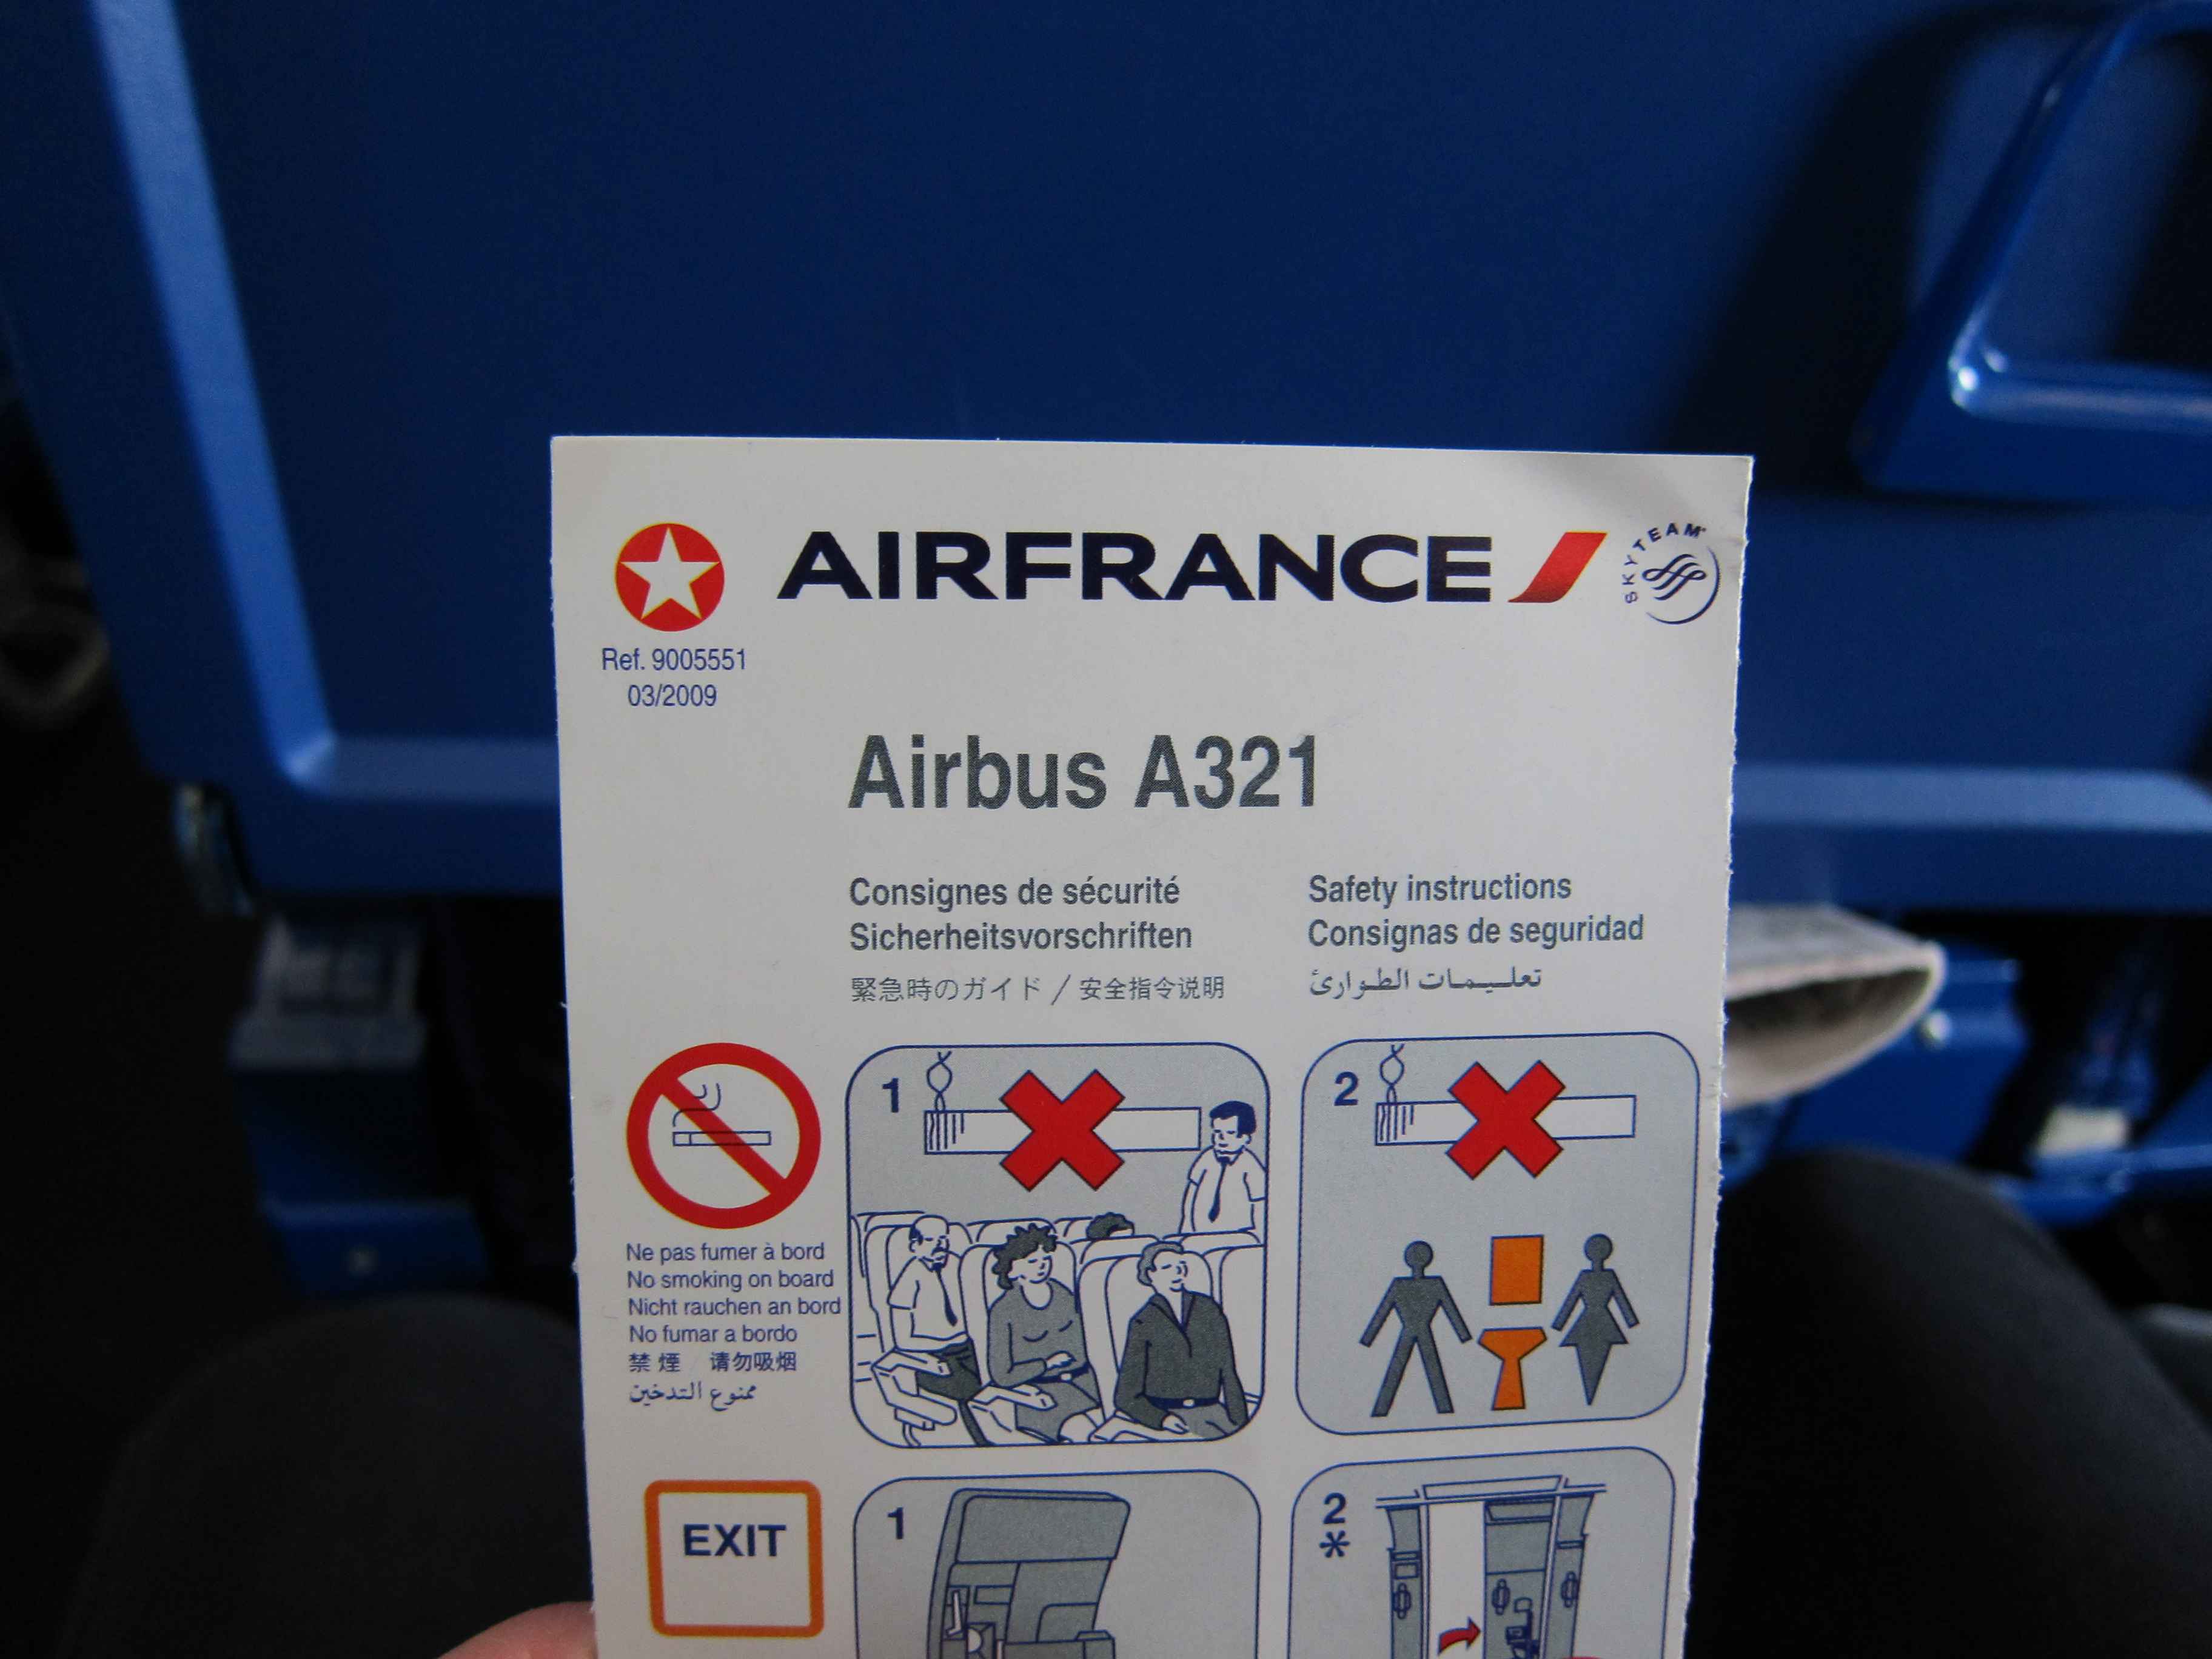 AIRFRANCE
SKYTEAM
Ref. 9005551
03/2009
Airbus A321
Consignes de sécurité
Sicherheitsvorschriften
緊急時のガイド / 安全指令说明
Safety instructions
Consignas de seguridad
تعليمات الطوارئ
Ne pas fumer à bord
No smoking on board
Nicht rauchen an bord
No fumar a bordo
禁煙 请勿吸烟
ممنوع التدخين
1
2
EXIT
1
2
*